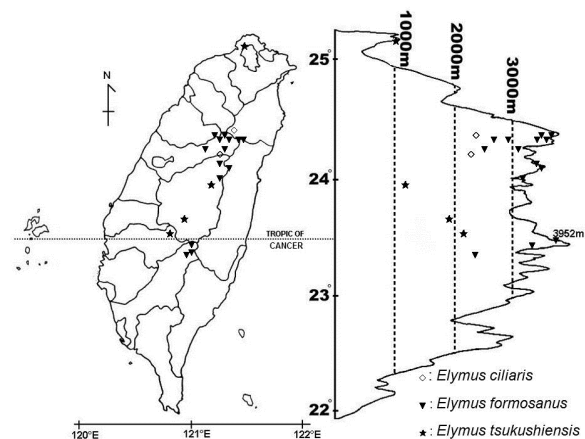 1000m
2000m
3000m
25°
N
24°
TROPIC OF
CANCER
3952m
23°
: Elymus ciliaris
: Elymus formosanus
22°
: Elymus tsukushiensis
120°E
121°E
122°E